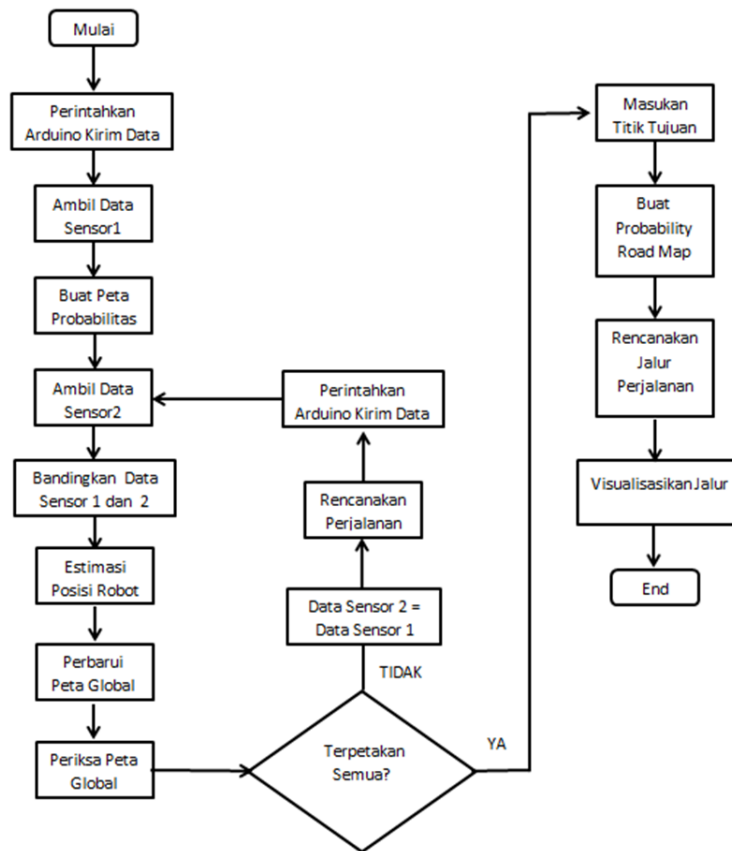 Mulai
Perintahkan
Arduino Kirim Data
Ambil Data
Sensor1
Buat Peta
Probabilitas
Ambil Data
Sensor2
Bandingkan Data
Sensor 1 dan 2
Estimasi
Posisi Robot
Perbarui
Peta Global
Periksa Peta
Global
Terpetakan
Semua?
TIDAK
Data Sensor 2 =
Data Sensor 1
Rencanakan
Perjalanan
Perintahkan
Arduino Kirim Data
YA
Masukan
Titik Tujuan
Buat
Probability
Road Map
Rencanakan
Jalur
Perjalanan
Visualisasikan Jalur
End